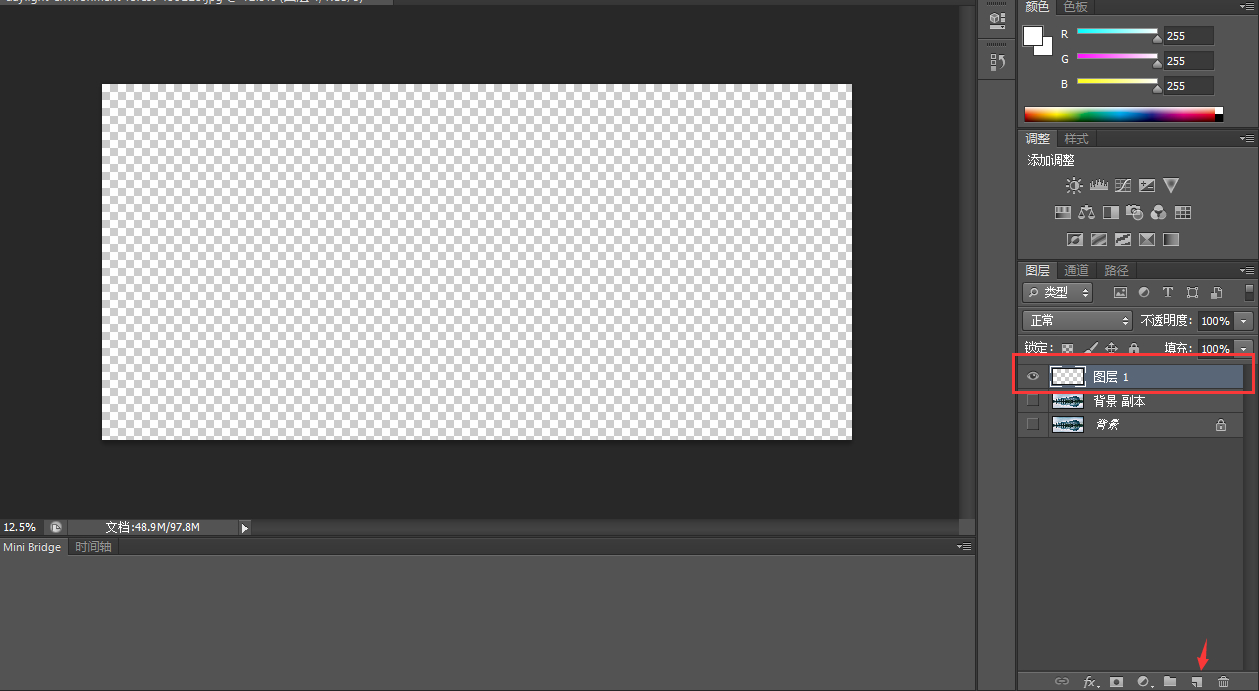 颜色 色板
R 255
G 255
B 255
调整 样式
添加调整
图层 通道 路径
类型
正常 不透明度: 100%
锁定: 填充: 100%
图层 1
背景 副本
背景
fx
12.5% 文档:48.9M/97.8M
Mini Bridge 时间轴